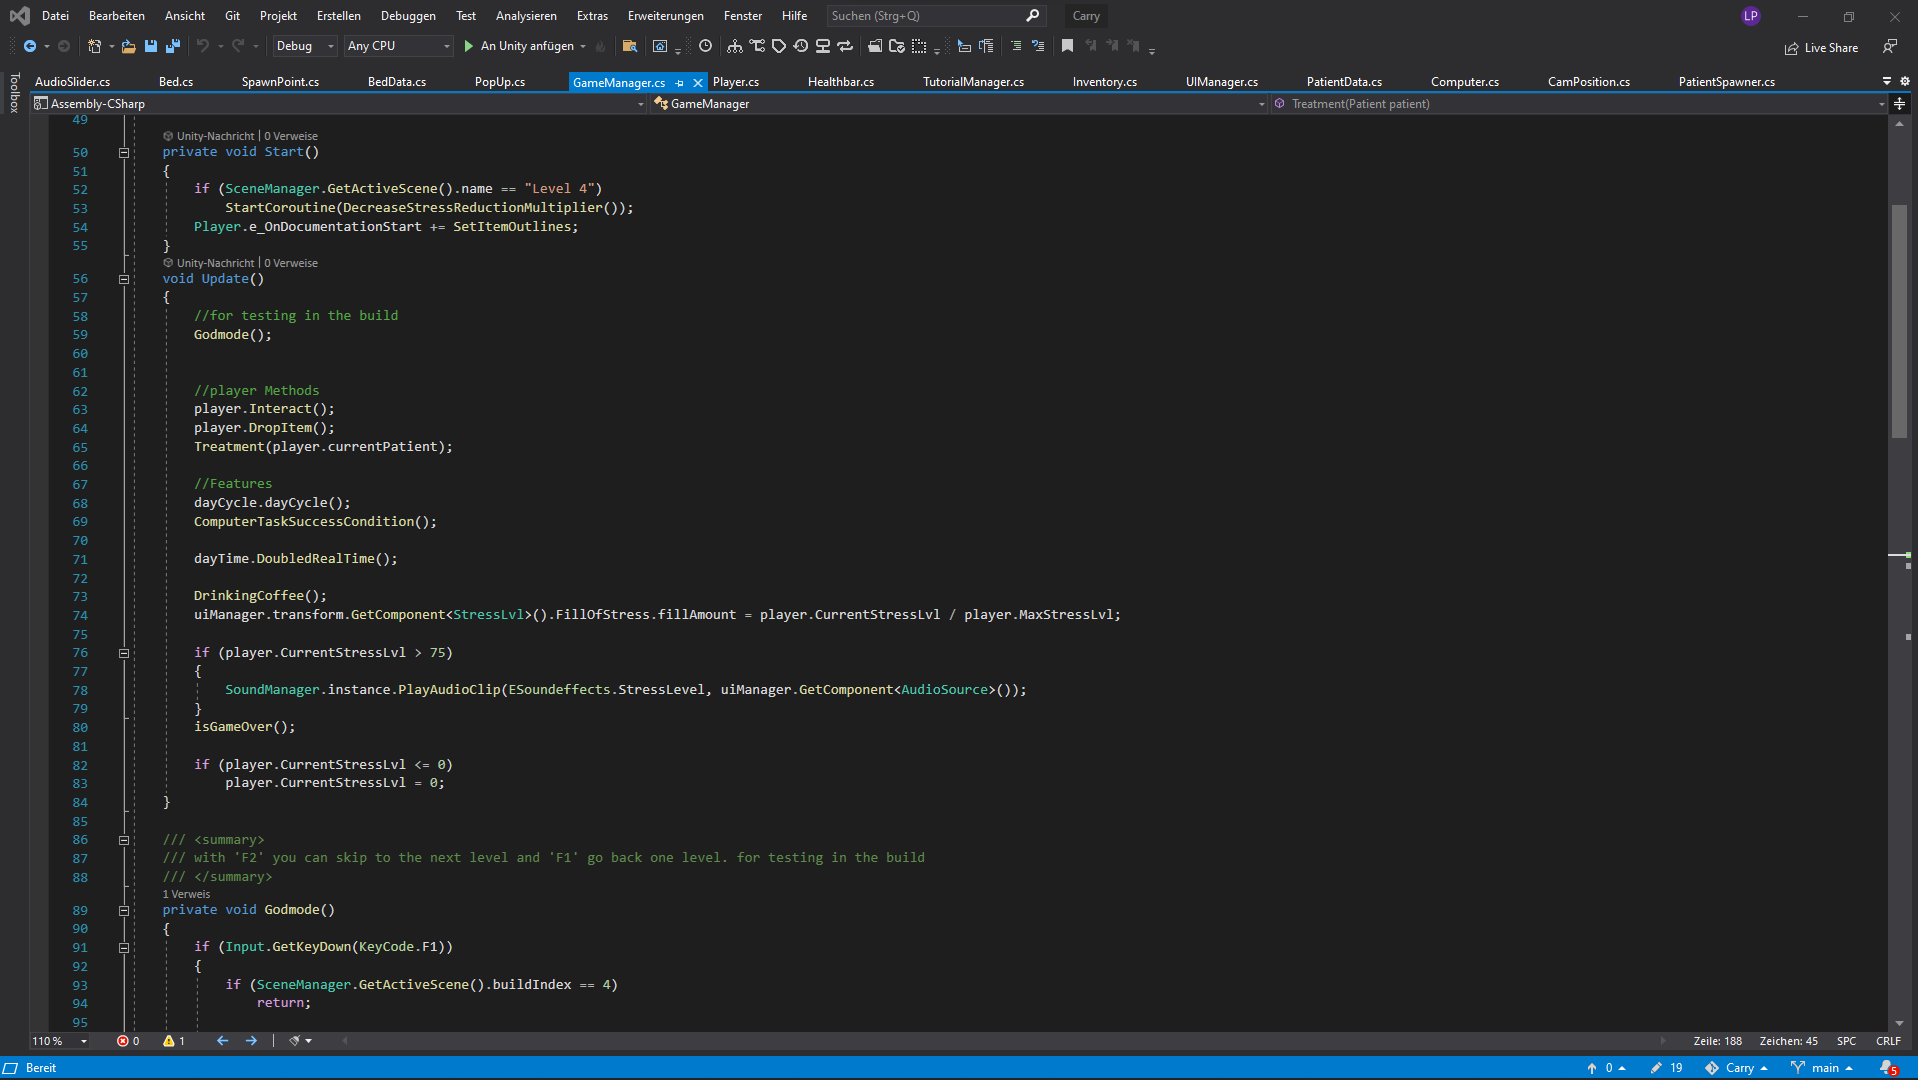 Datei Bearbeiten Ansicht Git Projekt Erstellen Debuggen Test Analysieren Extras Erweiterungen Fenster Hilfe Suchen (Strg+Q) Carry LP
Debug Any CPU An Unity anfügen Live Share
Toolbox
AudioSlider.cs Bed.cs SpawnPoint.cs BedData.cs PopUp.cs GameManager.cs Player.cs Healthbar.cs TutorialManager.cs Inventory.cs UIManager.cs PatientData.cs Computer.cs CamPosition.cs PatientSpawner.cs
Assembly-CSharp GameManager Treatment(Patient patient)
49
Unity-Nachricht | 0 Verweise
50 private void Start()
51 {
52 if (SceneManager.GetActiveScene().name == "Level 4")
53 StartCoroutine(DecreaseStressReductionMultiplier());
54 Player.e_OnDocumentationStart += SetItemOutlines;
55 }
Unity-Nachricht | 0 Verweise
56 void Update()
57 {
58 //for testing in the build
59 Godmode();
60
61
62 //player Methods
63 player.Interact();
64 player.DropItem();
65 Treatment(player.currentPatient);
66
67 //Features
68 dayCycle.dayCycle();
69 ComputerTaskSuccessCondition();
70
71 dayTime.DoubledRealTime();
72
73 DrinkingCoffee();
74 uiManager.transform.GetComponent<StressLvl>().FillOfStress.fillAmount = player.CurrentStressLvl / player.MaxStressLvl;
75
76 if (player.CurrentStressLvl > 75)
77 {
78 SoundManager.instance.PlayAudioClip(ESoundeffects.StressLevel, uiManager.GetComponent<AudioSource>());
79 }
80 isGameOver();
81
82 if (player.CurrentStressLvl <= 0)
83 player.CurrentStressLvl = 0;
84 }
85
86 /// <summary>
87 /// with 'F2' you can skip to the next level and 'F1' go back one level. for testing in the build
88 /// </summary>
1 Verweis
89 private void Godmode()
90 {
91 if (Input.GetKeyDown(KeyCode.F1))
92 {
93 if (SceneManager.GetActiveScene().buildIndex == 4)
94 return;
95
110 % 0 1 Zeile: 188 Zeichen: 45 SPC CRLF
Bereit 0 19 Carry main 5